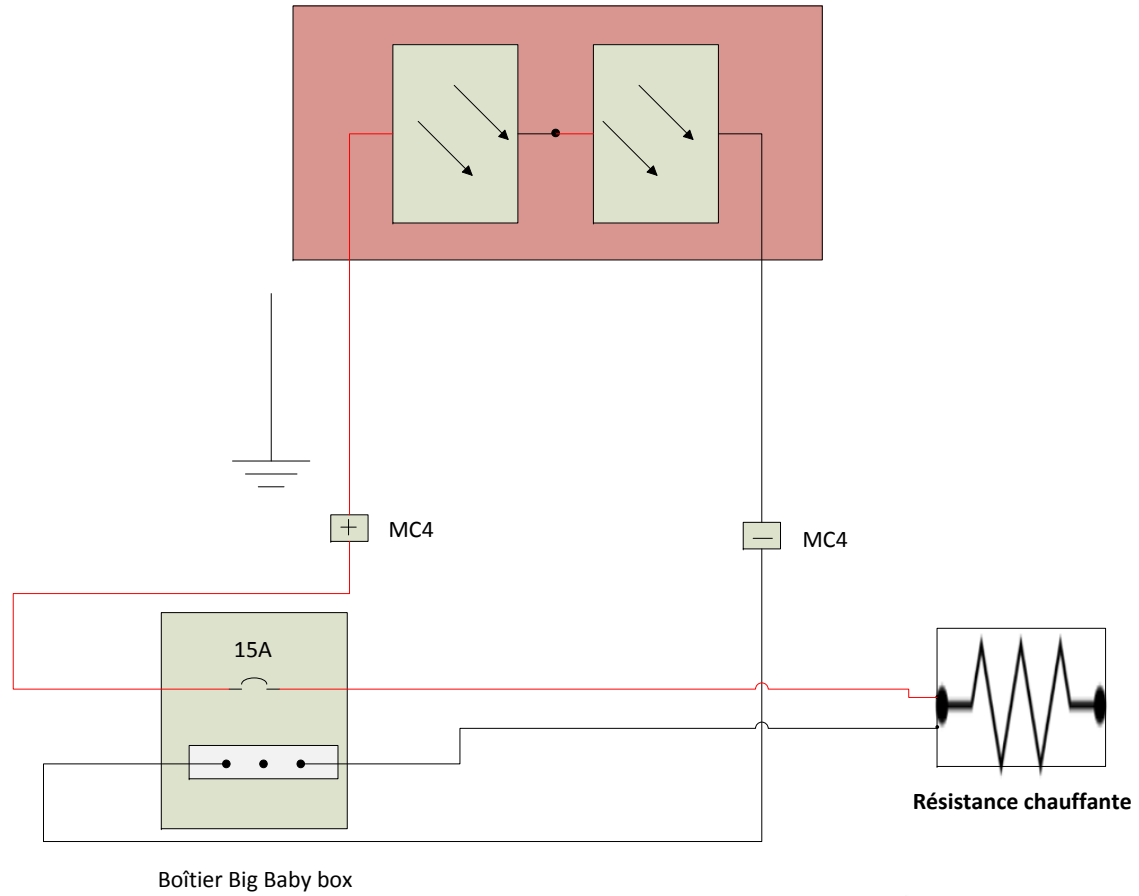 +
MC4
—
MC4
15A
Résistance chauffante
Boîtier Big Baby box